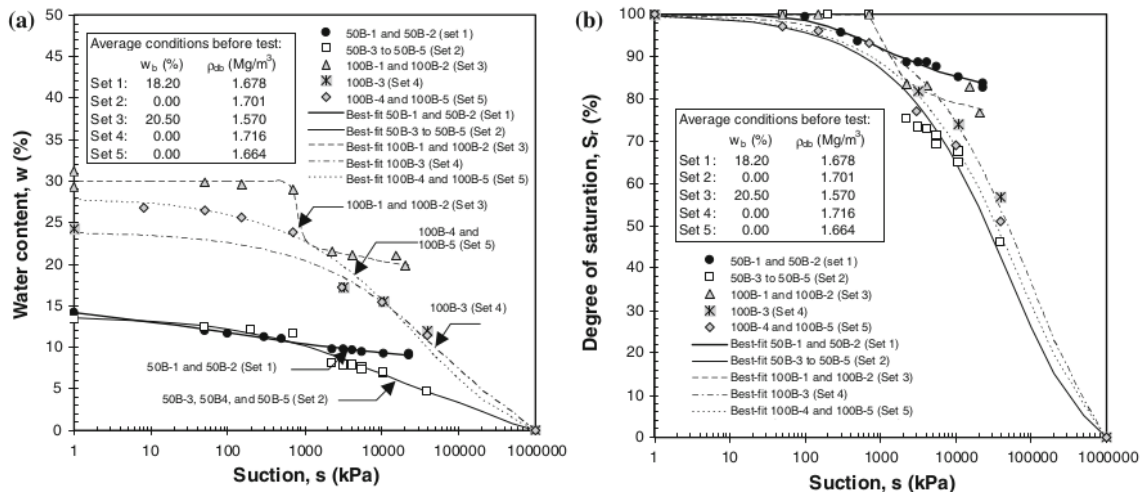 (a)
Water content, w (%)
50
45
40
35
30
25
20
15
10
5
0
Average conditions before test:
w_b (%) ρ_db (Mg/m³)
Set 1: 18.20 1.678
Set 2: 0.00 1.701
Set 3: 20.50 1.570
Set 4: 0.00 1.716
Set 5: 0.00 1.664
50B-1 and 50B-2 (set 1)
50B-3 to 50B-5 (Set 2)
100B-1 and 100B-2 (Set 3)
100B-3 (Set 4)
100B-4 and 100B-5 (Set 5)
Best-fit 50B-1 and 50B-2 (Set 1)
Best-fit 50B-3 to 50B-5 (Set 2)
Best-fit 100B-1 and 100B-2 (Set 3)
Best-fit 100B-3 (Set 4)
Best-fit 100B-4 and 100B-5 (Set 5)
100B-1 and 100B-2 (Set 3)
100B-4 and
100B-5 (Set 5)
100B-3 (Set 4)
50B-1 and 50B-2 (Set 1)
50B-3, 50B4, and 50B-5 (Set 2)
1 10 100 1000 10000 100000 1000000
Suction, s (kPa)
(b)
Degree of saturation, S_r (%)
100
90
80
70
60
50
40
30
20
10
0
Average conditions before test:
w_b (%) ρ_db (Mg/m³)
Set 1: 18.20 1.678
Set 2: 0.00 1.701
Set 3: 20.50 1.570
Set 4: 0.00 1.716
Set 5: 0.00 1.664
50B-1 and 50B-2 (set 1)
50B-3 to 50B-5 (Set 2)
100B-1 and 100B-2 (Set 3)
100B-3 (Set 4)
100B-4 and 100B-5 (Set 5)
Best-fit 50B-1 and 50B-2 (Set 1)
Best-fit 50B-3 to 50B-5 (Set 2)
Best-fit 100B-1 and 100B-2 (Set 3)
Best-fit 100B-3 (Set 4)
Best-fit 100B-4 and 100B-5 (Set 5)
1 10 100 1000 10000 100000 1000000
Suction, s (kPa)